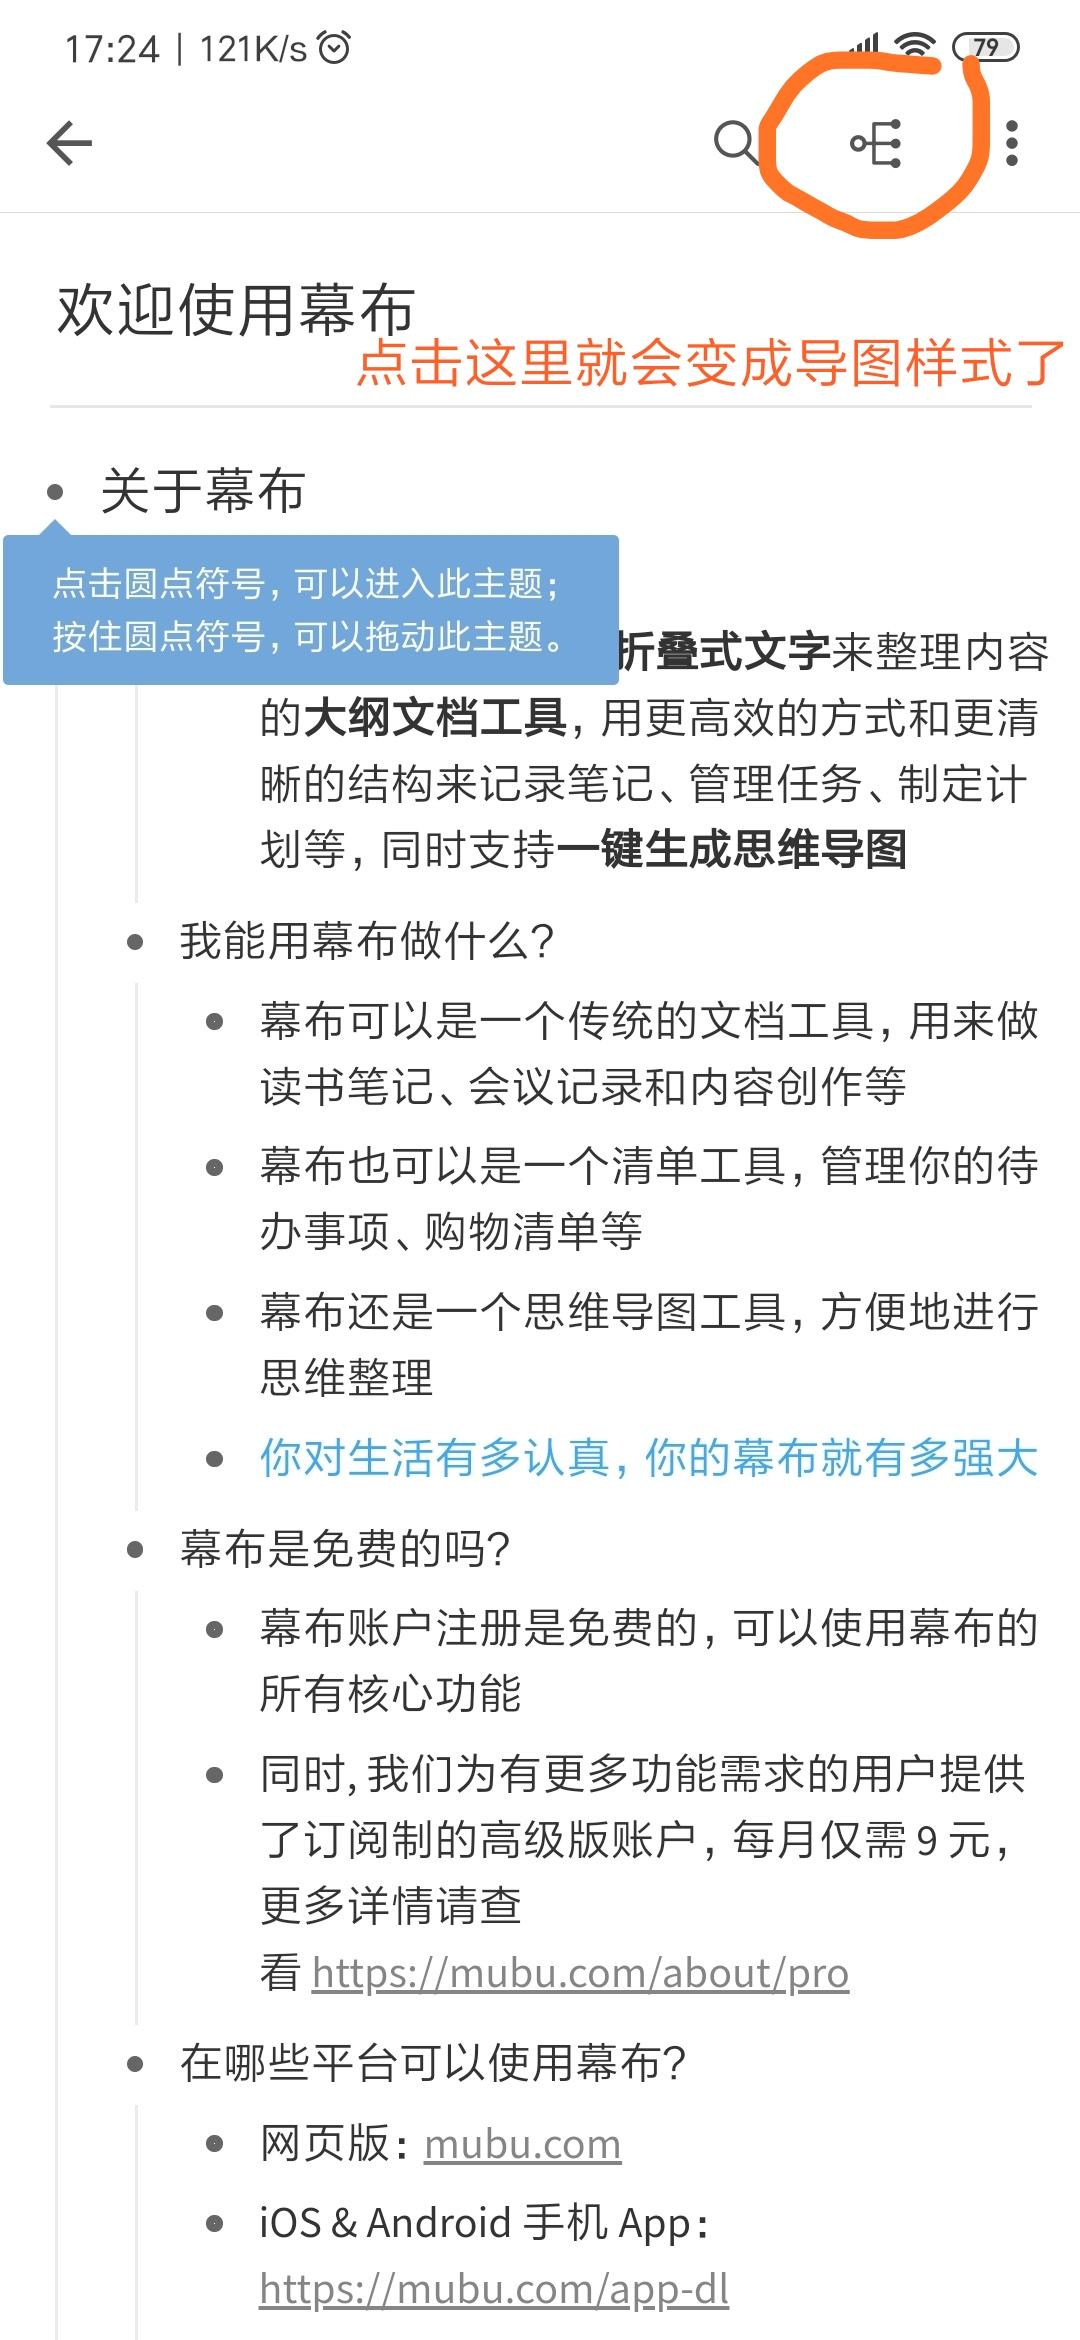 17:24 | 121K/s 79
欢迎使用幕布
点击这里就会变成导图样式了
关于幕布
点击圆点符号，可以进入此主题；
按住圆点符号，可以拖动此主题。
折叠式文字来整理内容
的大纲文档工具，用更高效的方式和更清
晰的结构来记录笔记、管理任务、制定计
划等，同时支持一键生成思维导图
我能用幕布做什么？
幕布可以是一个传统的文档工具，用来做
读书笔记、会议记录和内容创作等
幕布也可以是一个清单工具，管理你的待
办事项、购物清单等
幕布还是一个思维导图工具，方便地进行
思维整理
你对生活有多认真，你的幕布就有多强大
幕布是免费的吗？
幕布账户注册是免费的，可以使用幕布的
所有核心功能
同时,我们为有更多功能需求的用户提供
了订阅制的高级版账户，每月仅需 9 元，
更多详情请查
看 https://mubu.com/about/pro
在哪些平台可以使用幕布？
网页版：mubu.com
iOS & Android 手机 App：
https://mubu.com/app-dl